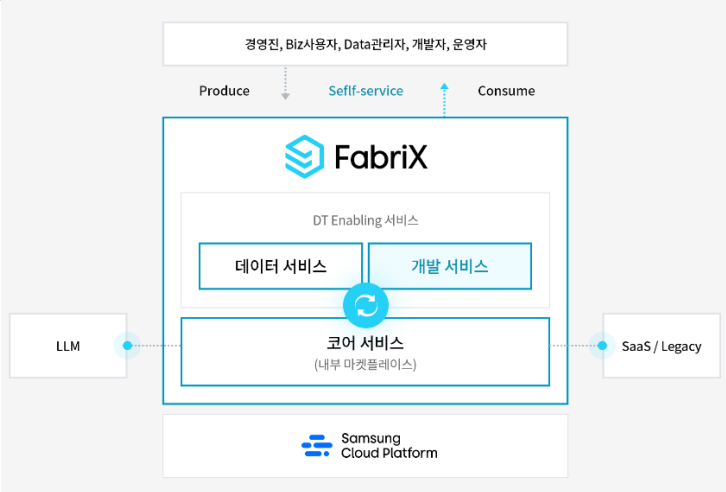 경영진, Biz사용자, Data관리자, 개발자, 운영자
Produce
Seflf-service
Consume
FabriX
DT Enabling 서비스
데이터 서비스
개발 서비스
LLM
코어 서비스
(내부 마켓플레이스)
SaaS / Legacy
Samsung
Cloud Platform